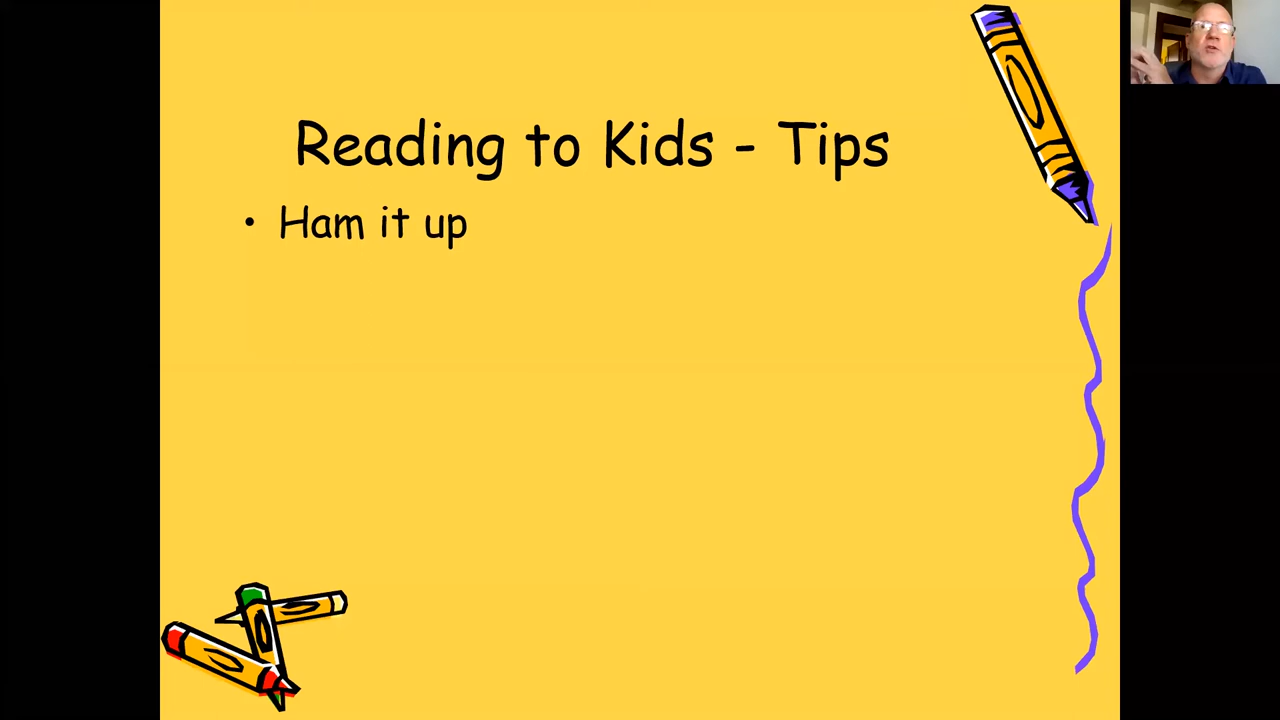 Reading to Kids - Tips
• Ham it up